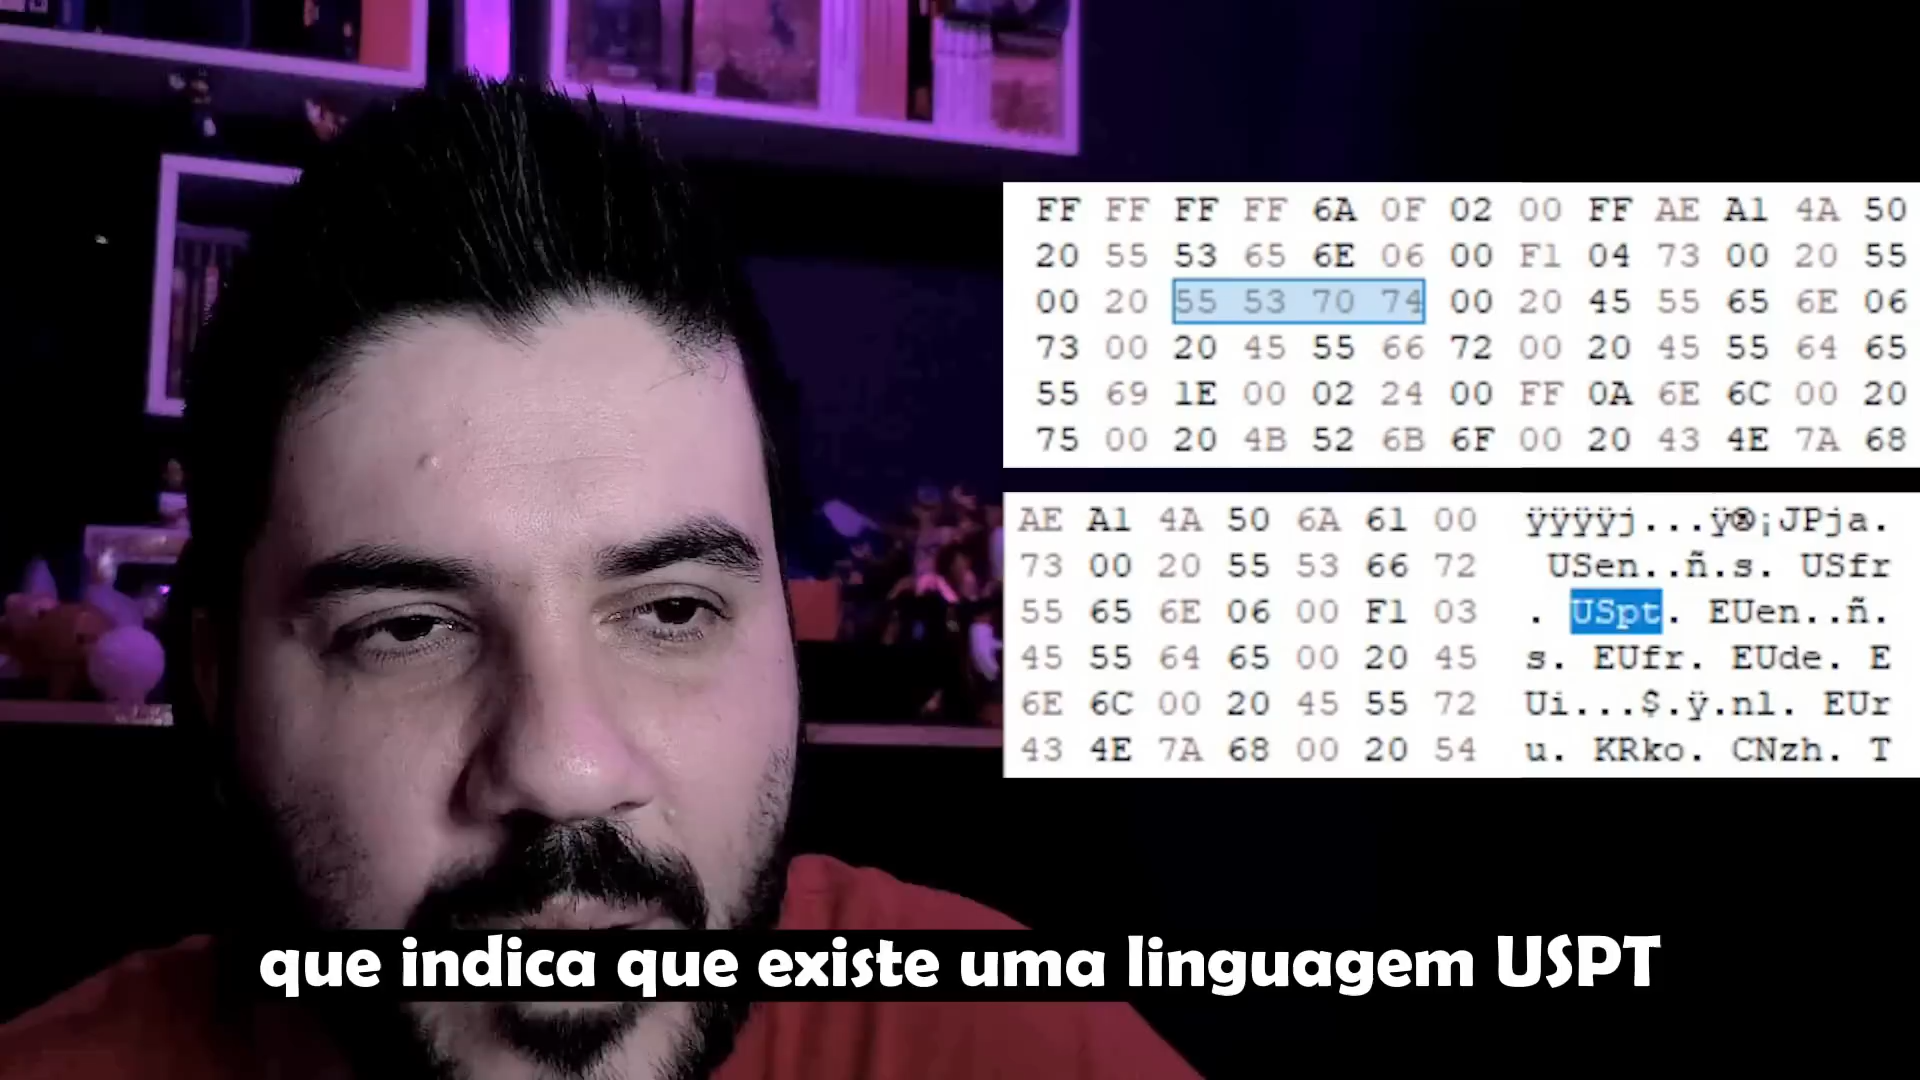 FF FF FF FF 6A 0F 02 00 FF AE A1 4A 50
20 55 53 65 6E 06 00 F1 04 73 00 20 55
00 20 55 53 70 74 00 20 45 55 65 6E 06
73 00 20 45 55 66 72 00 20 45 55 64 65
55 69 1E 00 02 24 00 FF 0A 6E 6C 00 20
75 00 20 4B 52 6B 6F 00 20 43 4E 7A 68
AE A1 4A 50 6A 61 00 ÿÿÿÿj...ÿ®¡JPja.
73 00 20 55 53 66 72 USen..ñ.s. USfr
55 65 6E 06 00 F1 03 . USpt. EUen..ñ.
45 55 64 65 00 20 45 s. EUfr. EUde. E
6E 6C 00 20 45 55 72 Ui...$.ÿ.nl. EUr
43 4E 7A 68 00 20 54 u. KRko. CNzh. T
que indica que existe uma linguagem USPT